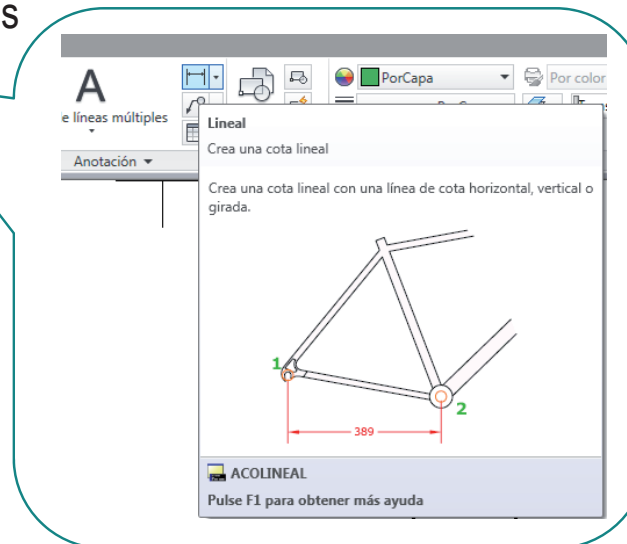 s
A
PorCapa
Por color
e líneas múltiples
Anotación
Lineal
Crea una cota lineal
Crea una cota lineal con una línea de cota horizontal, vertical o
girada.
1
2
389
ACOLINEAL
Pulse F1 para obtener más ayuda